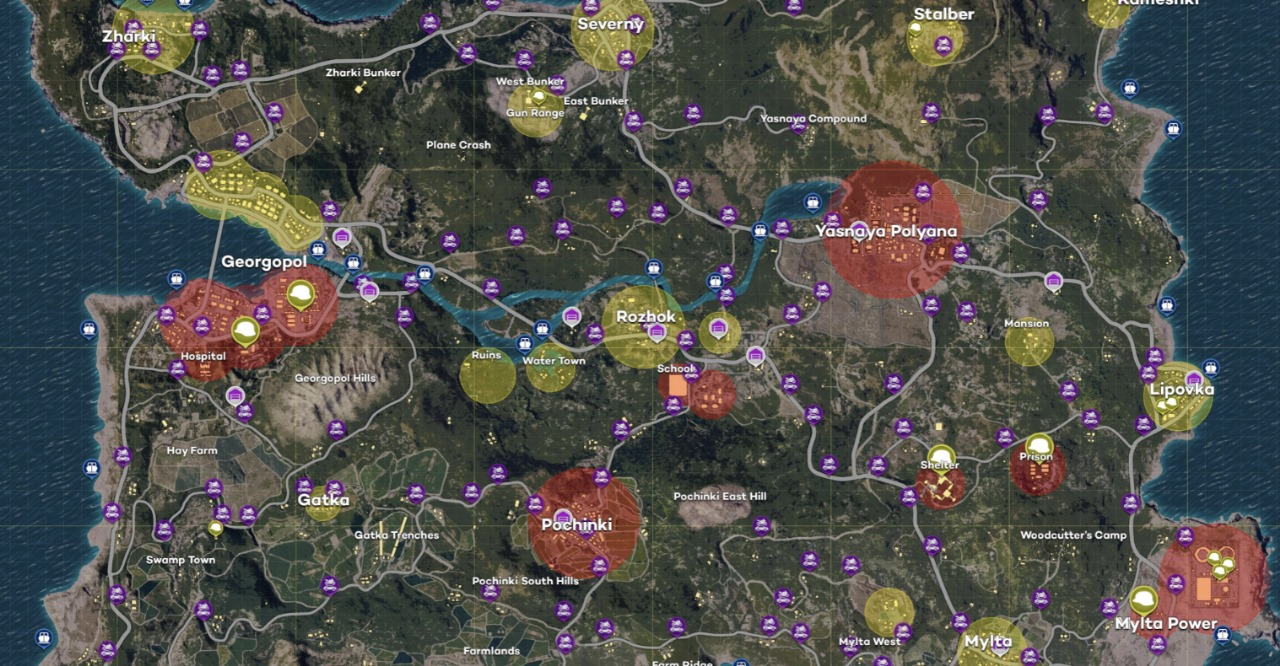 Kameshki
Stalber
Severny
Zharki
Zharki Bunker
West Bunker
East Bunker
Gun Range
Yasnaya Compound
Plane Crash
Yasnaya Polyana
Georgopol
Rozhok
Mansion
Hospital
Ruins
Water Town
School
Georgopol Hills
Lipovka
Hay Farm
Prison
Shelter
Gatka
Pochinki East Hill
Pochinki
Gatka Trenches
Woodcutter's Camp
Swamp Town
Pochinki South Hills
Mylta Power
Mylta West
Mylta
Farmlands
Farm Ridge